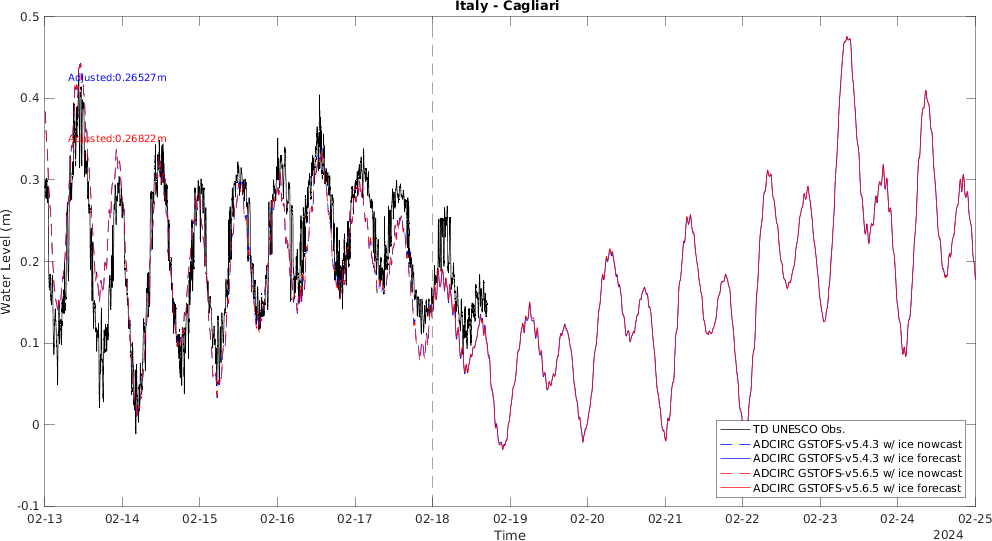 Italy - Cagliari
0.5
Adjusted:0.26527m
0.4
Adjusted:0.26822m
0.3
Water Level (m)
0.2
0.1
0
-0.1
TD UNESCO Obs.
ADCIRC GSTOFS-v5.4.3 w/ ice nowcast
ADCIRC GSTOFS-v5.4.3 w/ ice forecast
ADCIRC GSTOFS-v5.6.5 w/ ice nowcast
ADCIRC GSTOFS-v5.6.5 w/ ice forecast
02-13 02-14 02-15 02-16 02-17 02-18 02-19 02-20 02-21 02-22 02-23 02-24 02-25
Time
2024